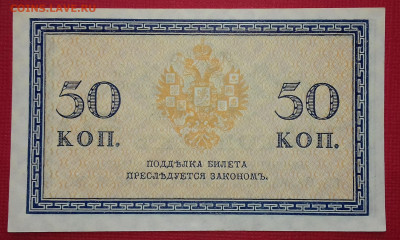 coins.lave.ru
50
50
КОП.
КОП.
ПОДДѢЛКА БИЛЕТА
ПРЕСЛѢДУЕТСЯ ЗАКОНОМЪ.